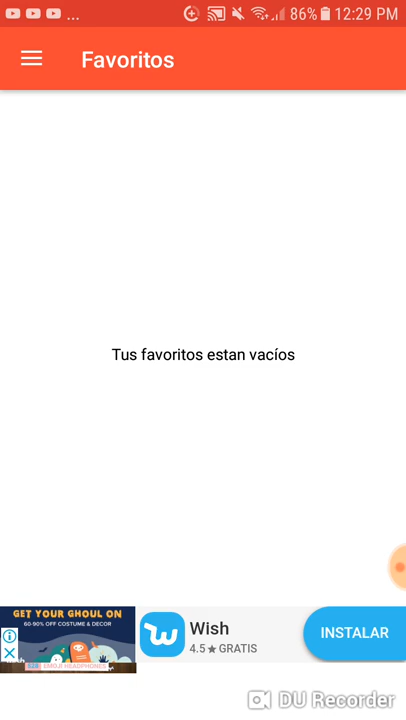 ... 86% 12:29 PM
Favoritos
Tus favoritos estan vacíos
GET YOUR GHOUL ON
60-90% OFF COSTUME & DECOR
$28 EMOJI HEADPHONES
Wish
4.5★GRATIS
INSTALAR
DU Recorder